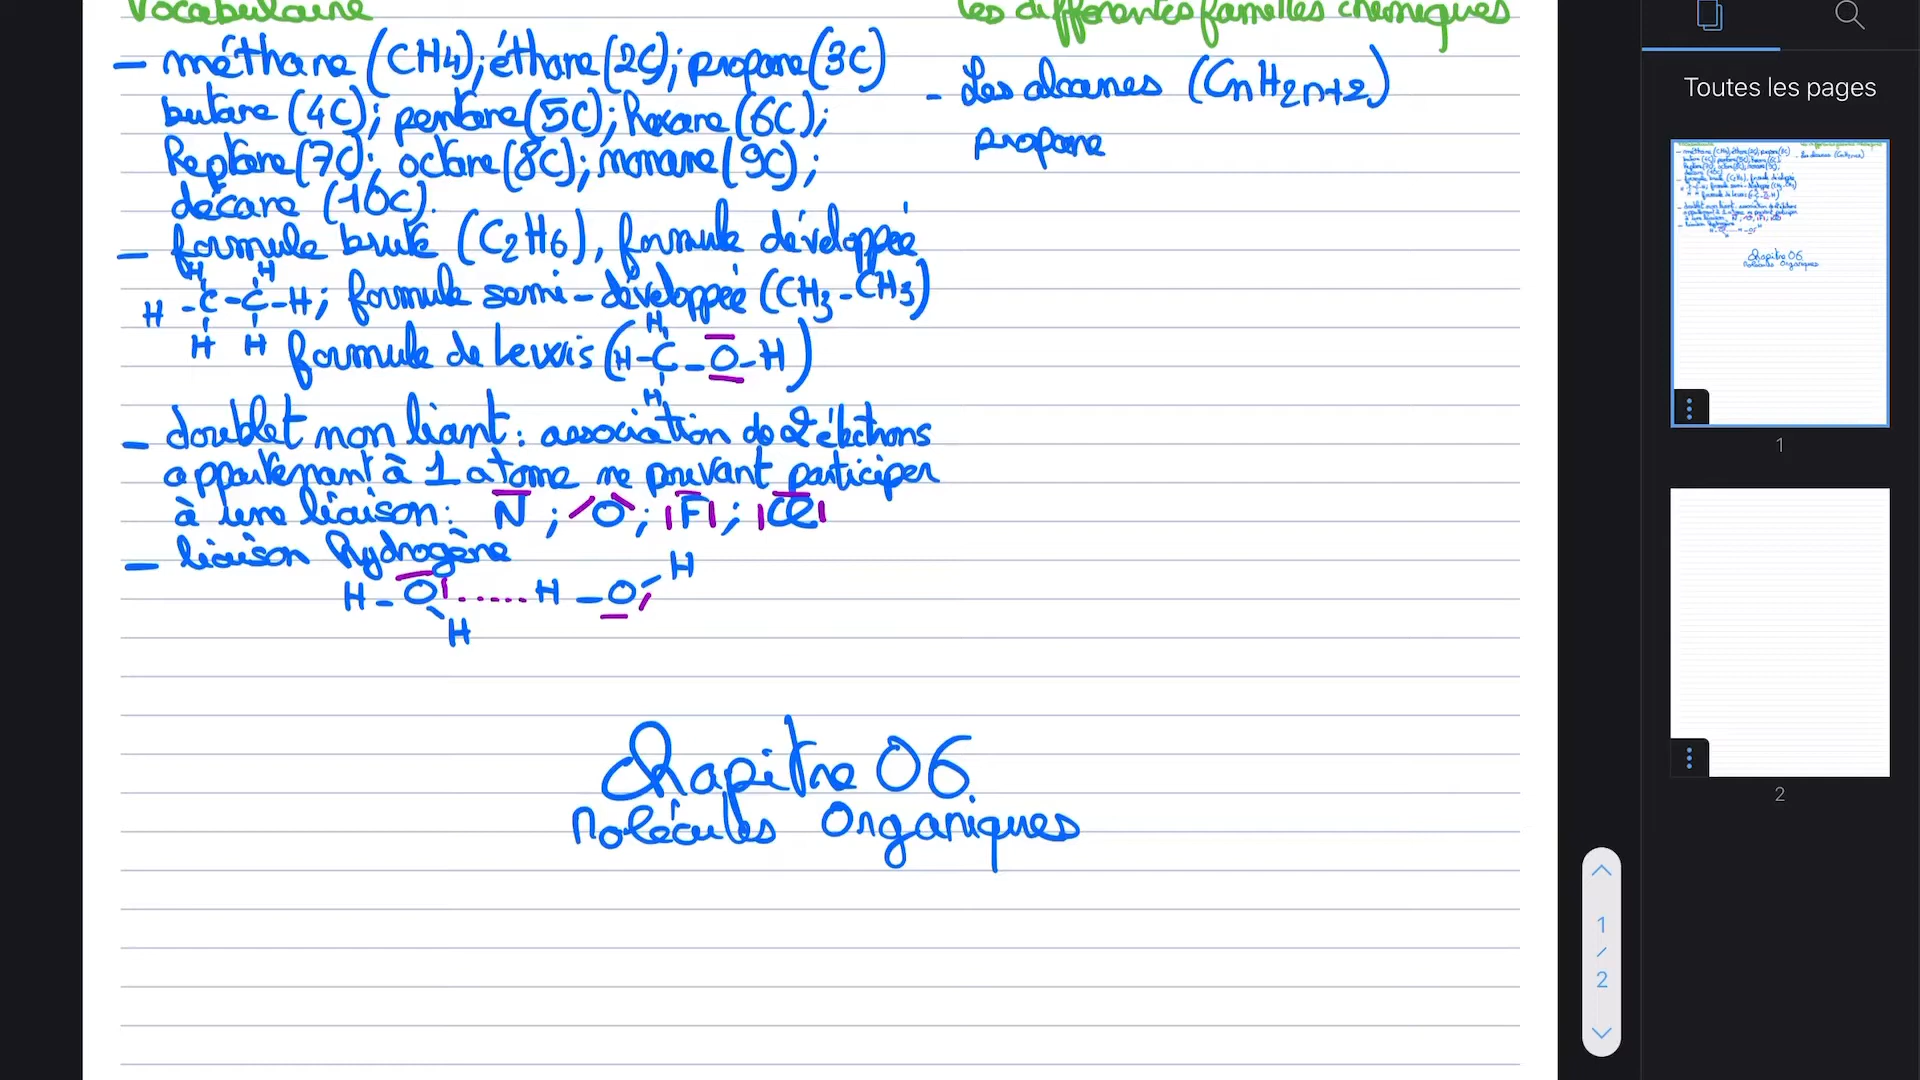 Vocabulaire
- méthane (CH4); éthane (2C); propane (3C)
butane (4C); pentane (5C); hexane (6C);
heptane (7C); octane (8C); nonane (9C);
décane (10C).
- formule brute (C2H6), formule développée
H H
H - C - C - H; formule semi-développée (CH3-CH3)
H H
H
formule de Lewis (H-C-O-H)
H
- doublet non liant: association de 2 électrons
appartenant à 1 atome ne pouvant participer
à une liaison: N ; O ; F ; Cl
- liaison hydrogène
H
H - O ...... H - O
H
Les différentes familles chimiques
- Les alcanes (CnH2n+2)
propane
Chapitre 06
Molécules Organiques
Toutes les pages
1
2
1
/
2